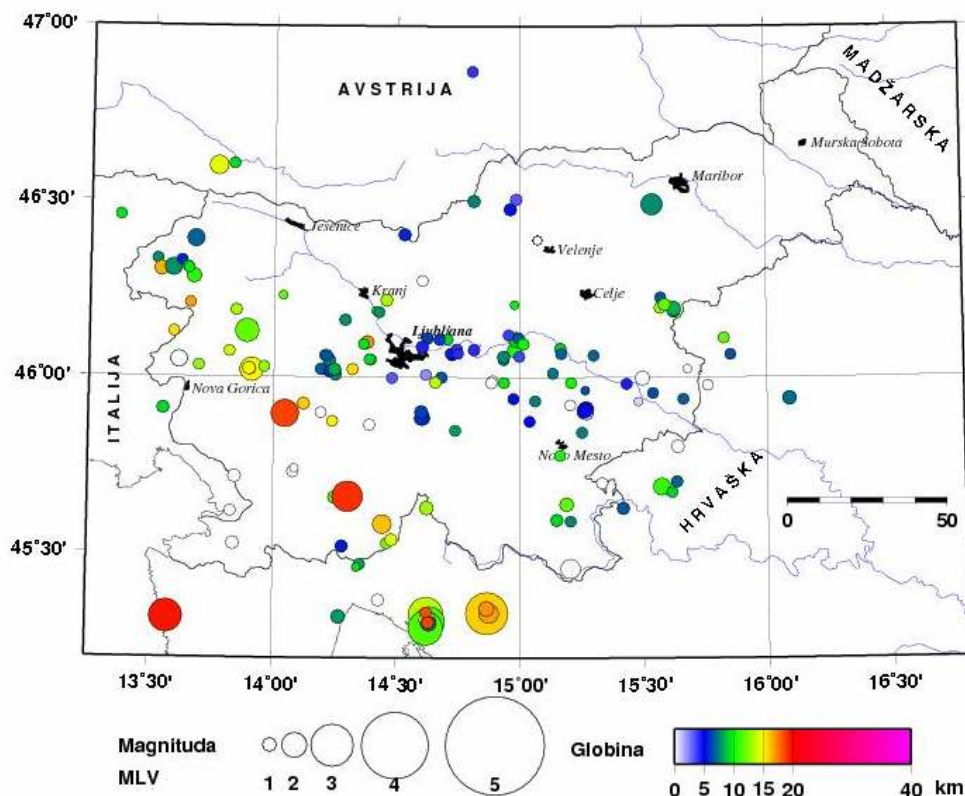 47°00'
46°30'
46°00'
45°30'
AVSTRIJA
MADŽARSKA
Murska Sobota
Maribor
Jesenice
Velenje
Kranj
Celje
Ljubljana
ITALIJA
Nova Gorica
Novo Mesto
HRVAŠKA
0 50
13°30' 14°00' 14°30' 15°00' 15°30' 16°00' 16°30'
Magnituda
MLV
1 2 3 4 5
Globina
0 5 10 15 20 40 km